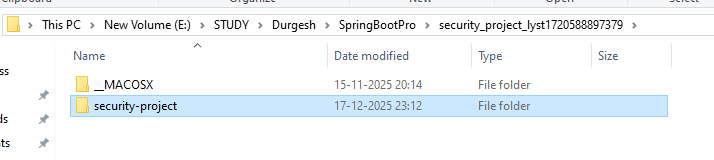 Organize New Open Select
This PC > New Volume (E:) > STUDY > Durgesh > SpringBootPro > security_project_lyst1720588897379 >
Name Date modified Type Size
__MACOSX 15-11-2025 20:14 File folder
security-project 17-12-2025 23:12 File folder